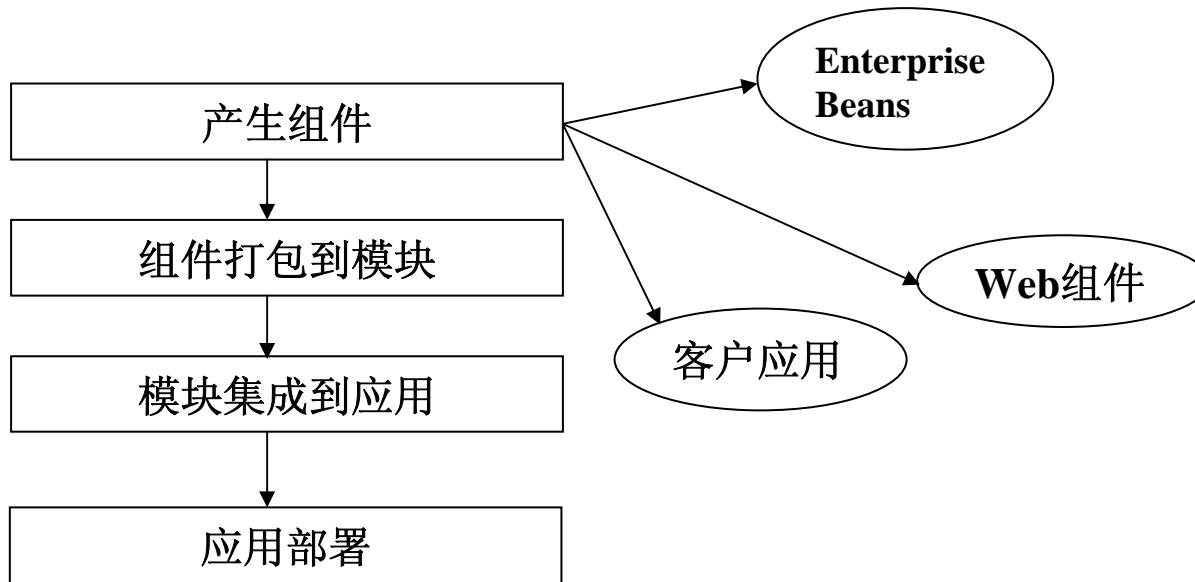 产生组件
组件打包到模块
模块集成到应用
应用部署
Enterprise
Beans
Web组件
客户应用